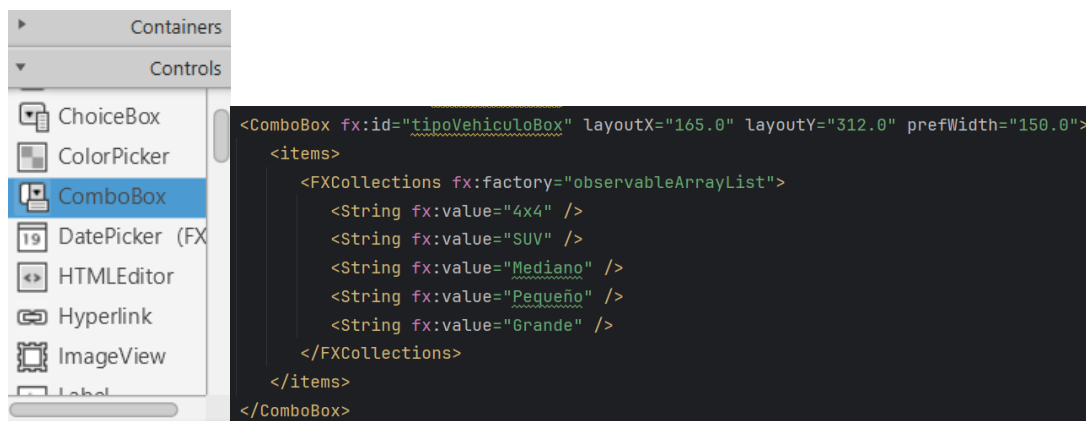 Containers
Controls
ChoiceBox
ColorPicker
ComboBox
19 DatePicker (FX
HTMLEditor
Hyperlink
ImageView
<ComboBox fx:id="tipoVehiculoBox" layoutX="165.0" layoutY="312.0" prefWidth="150.0">
<items>
<FXCollections fx:factory="observableArrayList">
<String fx:value="4x4" />
<String fx:value="SUV" />
<String fx:value="Mediano" />
<String fx:value="Pequeño" />
<String fx:value="Grande" />
</FXCollections>
</items>
</ComboBox>